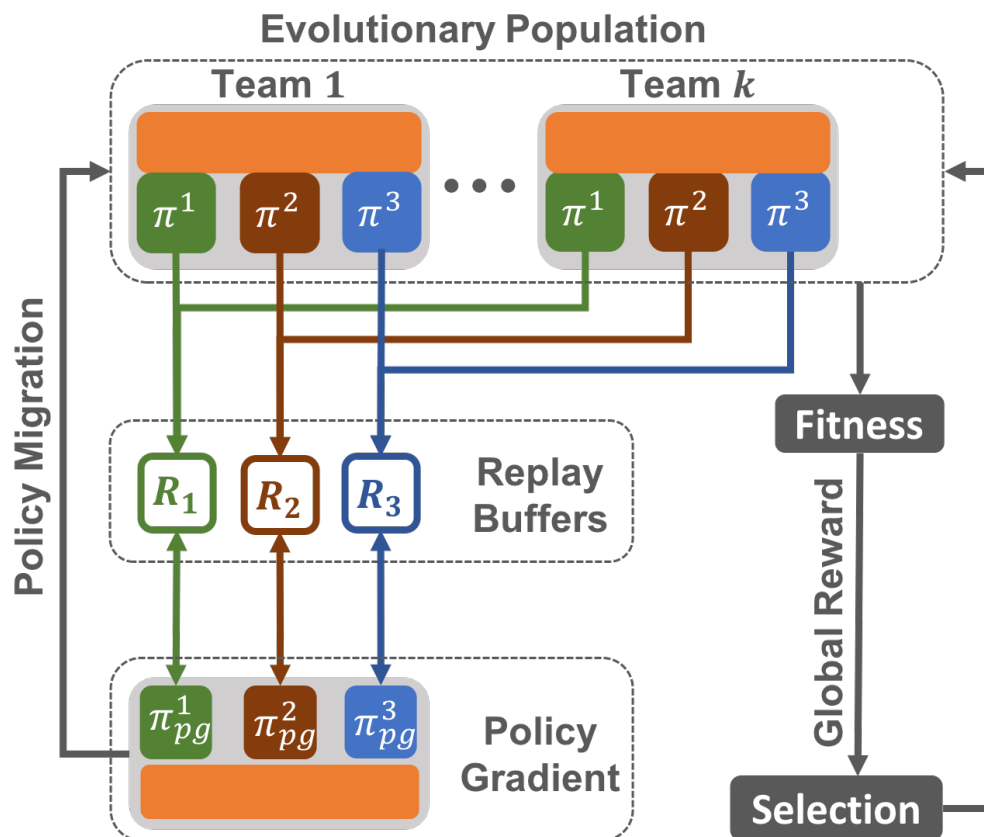 Evolutionary Population
Team 1
Team k
π¹ π² π³ ••• π¹ π² π³
Policy Migration
Fitness
R₁ R₂ R₃
Replay
Buffers
Global Reward
π¹pg π²pg π³pg
Policy
Gradient
Selection